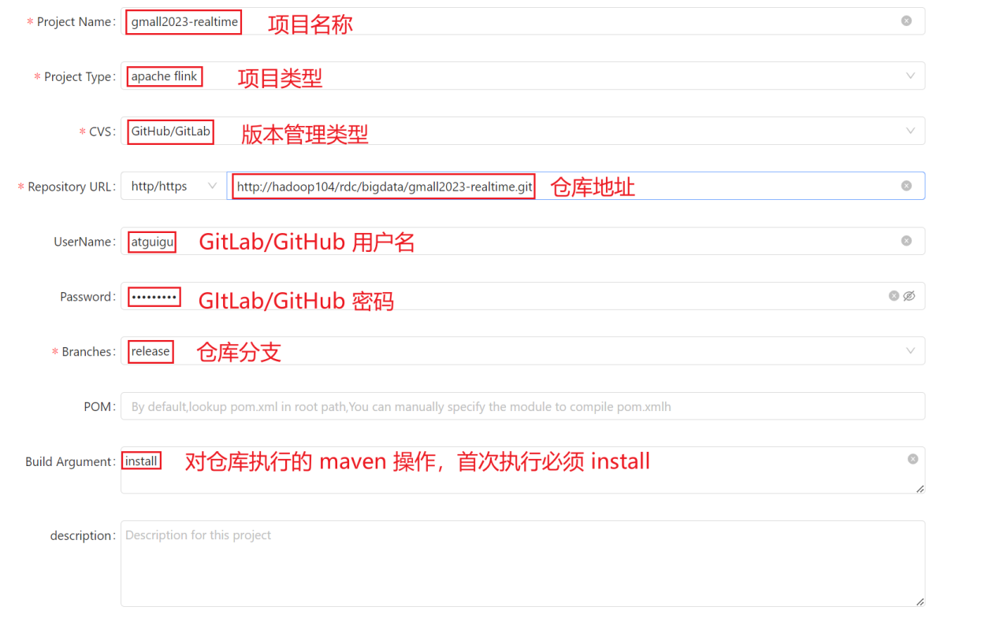 * Project Name: gmall2023-realtime 项目名称
* Project Type: apache flink 项目类型
* CVS: GitHub/GitLab 版本管理类型
* Repository URL: http/https http://hadoop104/rdc/bigdata/gmall2023-realtime.git 仓库地址
UserName: atguigu GitLab/GitHub 用户名
Password: ••••••••• GItLab/GitHub 密码
* Branches: release 仓库分支
POM: By default,lookup pom.xml in root path,You can manually specify the module to compile pom.xmlh
Build Argument: install 对仓库执行的 maven 操作，首次执行必须 install
description: Description for this project